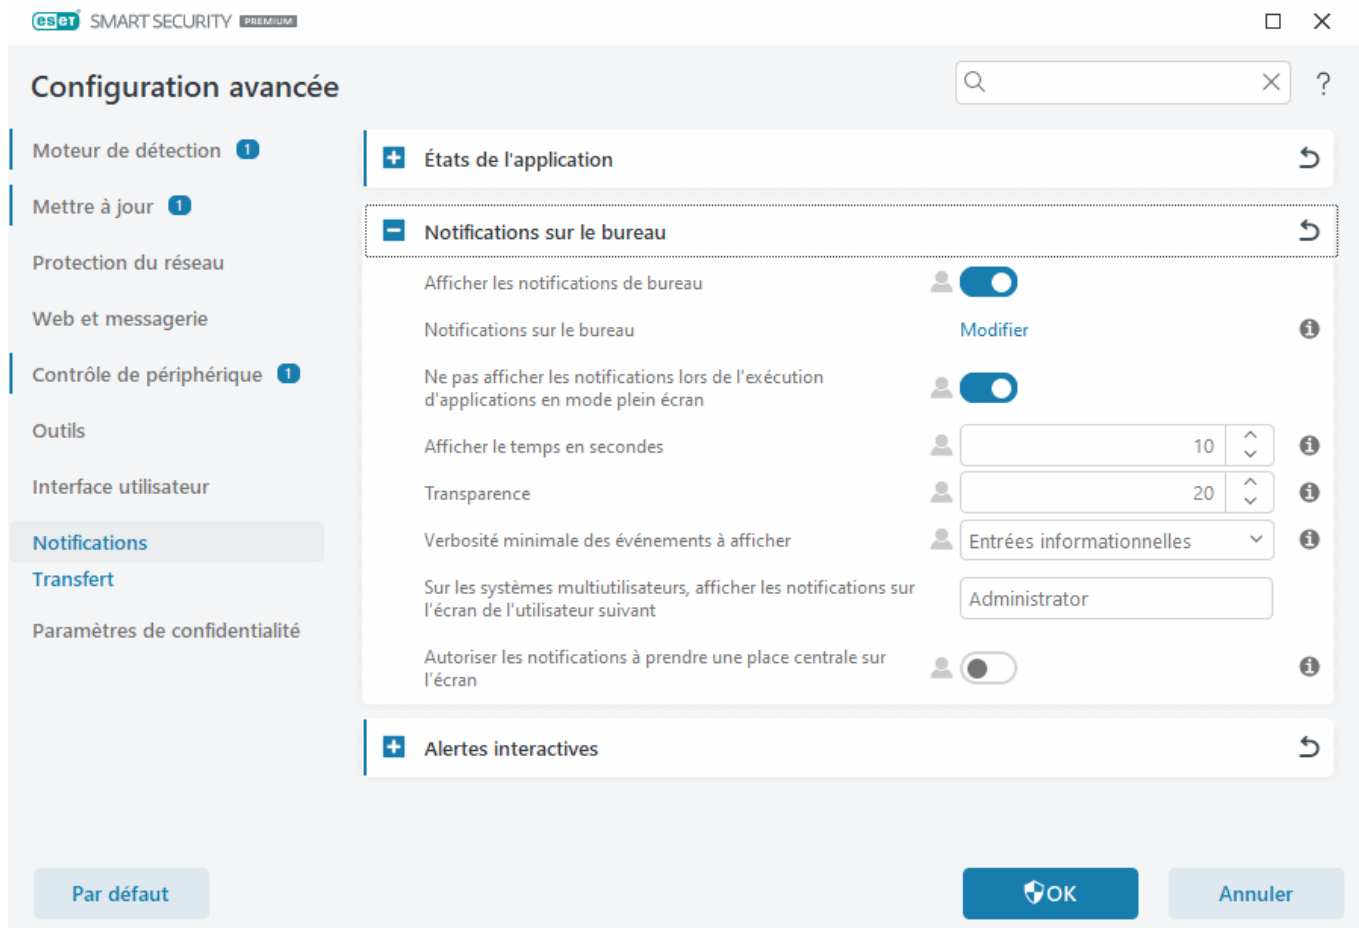 eset SMART SECURITY PREMIUM
Configuration avancée
?
Moteur de détection 1
Mettre à jour 1
Protection du réseau
Web et messagerie
Contrôle de périphérique 1
Outils
Interface utilisateur
Notifications
Transfert
Paramètres de confidentialité
États de l'application
Notifications sur le bureau
Afficher les notifications de bureau
Notifications sur le bureau Modifier
Ne pas afficher les notifications lors de l'exécution
d'applications en mode plein écran
Afficher le temps en secondes 10
Transparence 20
Verbosité minimale des événements à afficher Entrées informationnelles
Sur les systèmes multiutilisateurs, afficher les notifications sur
l'écran de l'utilisateur suivant
Administrator
Autoriser les notifications à prendre une place centrale sur
l'écran
Alertes interactives
Par défaut
OK
Annuler